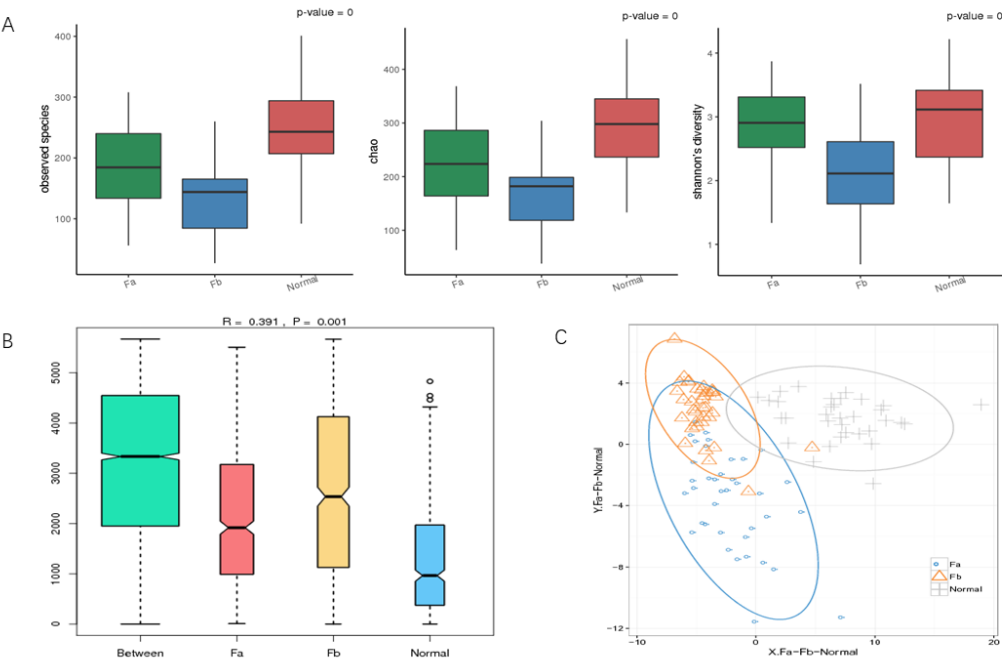 A
p-value = 0
observed species
400
300
200
100
Fa
Fb
Normal
p-value = 0
chao
400
300
200
100
Fa
Fb
Normal
p-value = 0
shannon's diversity
4
3
2
1
Fa
Fb
Normal
B
R = 0.391 , P = 0.001
5000
4000
3000
2000
1000
0
Between
Fa
Fb
Normal
C
Y.Fa-Fb-Normal
4
0
-4
-8
-12
-10
0
10
20
X.Fa-Fb-Normal
Fa
Fb
Normal